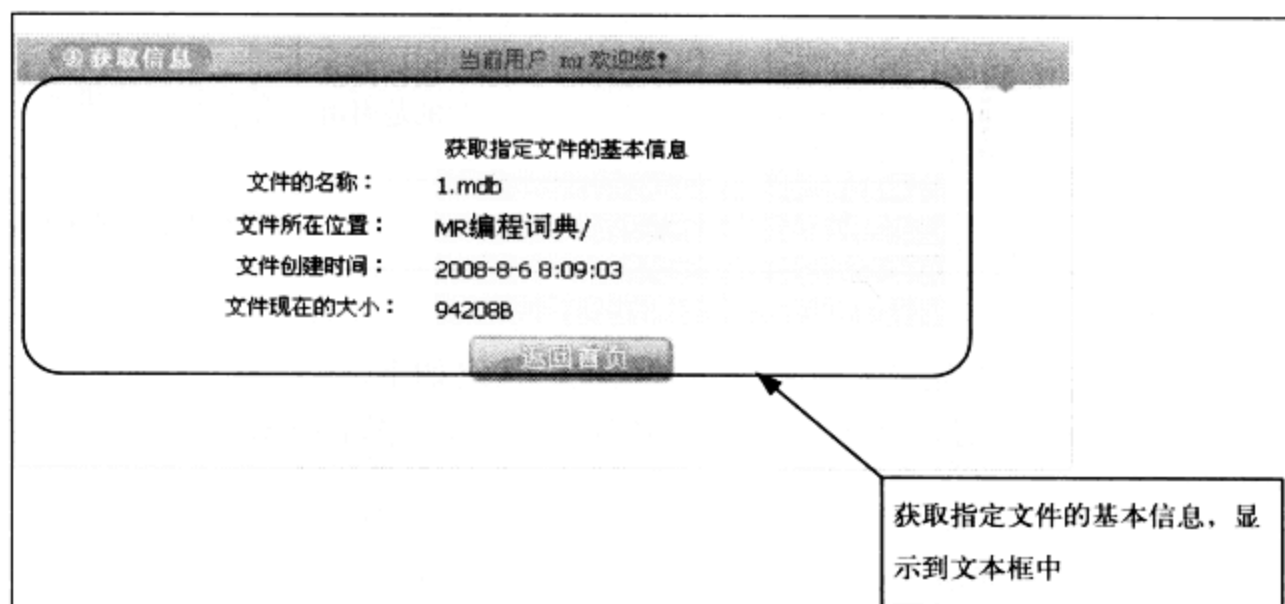 获取信息
当前用户 mr 欢迎您!
获取指定文件的基本信息
文件的名称: 1.mdb
文件所在位置: MR编程词典/
文件创建时间: 2008-8-6 8:09:03
文件现在的大小: 94208B
返回首页
获取指定文件的基本信息，显
示到文本框中